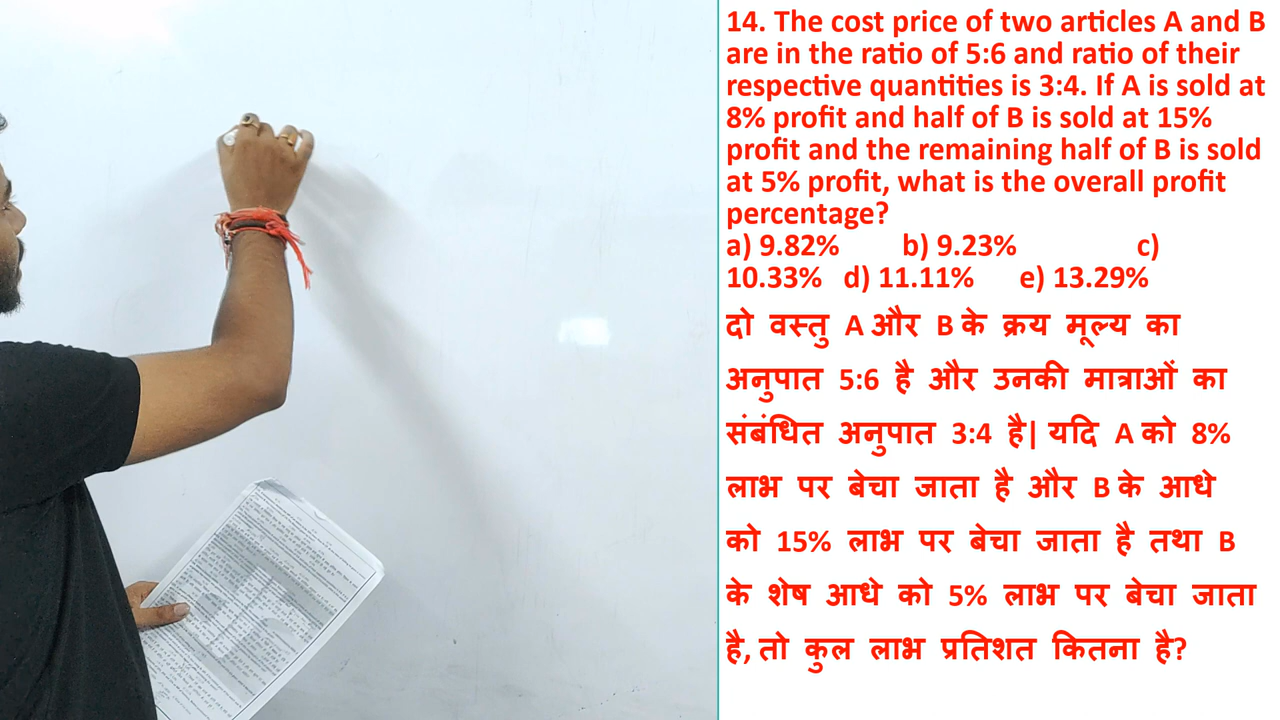 14. The cost price of two articles A and B
are in the ratio of 5:6 and ratio of their
respective quantities is 3:4. If A is sold at
8% profit and half of B is sold at 15%
profit and the remaining half of B is sold
at 5% profit, what is the overall profit
percentage?
a) 9.82% b) 9.23% c)
10.33% d) 11.11% e) 13.29%
दो वस्तु A और B के क्रय मूल्य का
अनुपात 5:6 है और उनकी मात्राओं का
संबंधित अनुपात 3:4 है| यदि A को 8%
लाभ पर बेचा जाता है और B के आधे
को 15% लाभ पर बेचा जाता है तथा B
के शेष आधे को 5% लाभ पर बेचा जाता
है, तो कुल लाभ प्रतिशत कितना है?